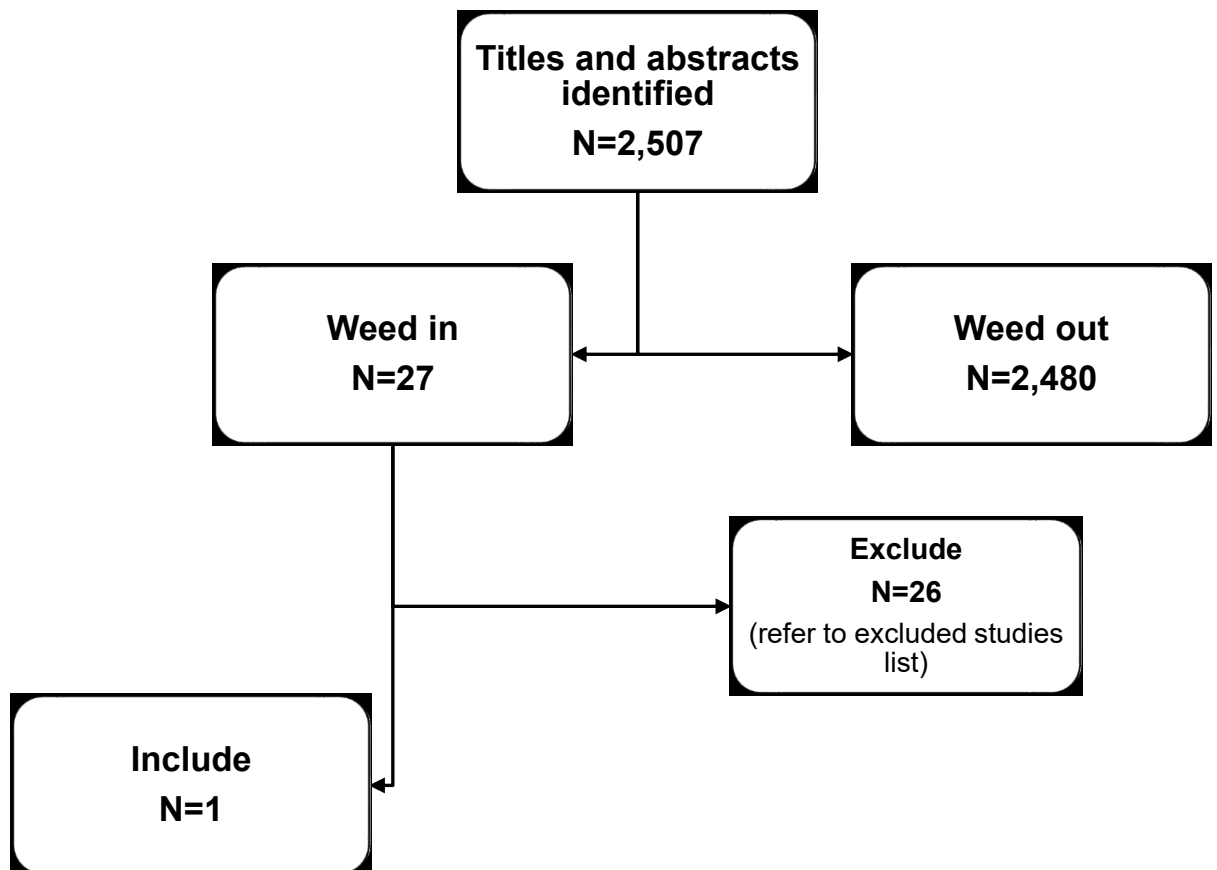 Titles and abstracts
identified
N=2,507
Weed in
N=27
Weed out
N=2,480
Exclude
N=26
(refer to excluded studies
list)
Include
N=1